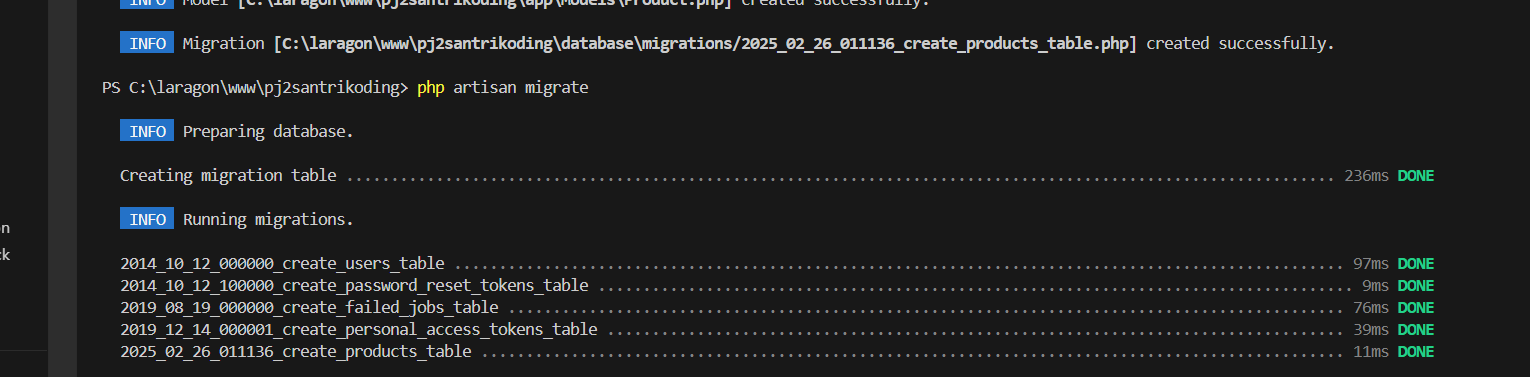 INFO Model [C:\laragon\www\pj2santrikoding\app\Models\Product.php] created successfully.
INFO Migration [C:\laragon\www\pj2santrikoding\database\migrations/2025_02_26_011136_create_products_table.php] created successfully.
PS C:\laragon\www\pj2santrikoding> php artisan migrate
INFO Preparing database.
Creating migration table ........................................................................................................ 236ms DONE
INFO Running migrations.
n
2014_10_12_000000_create_users_table ............................................................................................ 97ms DONE
ck
2014_10_12_100000_create_password_reset_tokens_table ............................................................................ 9ms DONE
2019_08_19_000000_create_failed_jobs_table ...................................................................................... 76ms DONE
2019_12_14_000001_create_personal_access_tokens_table ........................................................................... 39ms DONE
2025_02_26_011136_create_products_table ......................................................................................... 11ms DONE